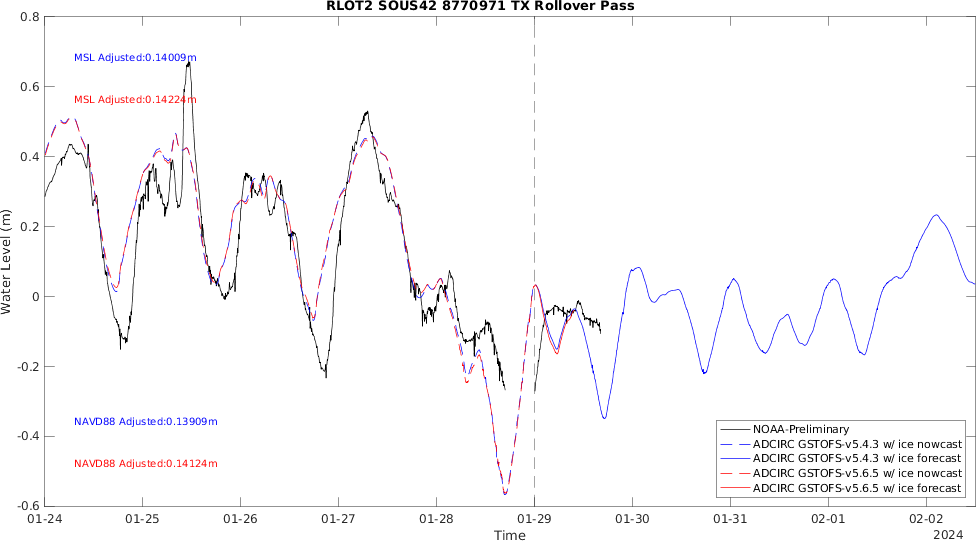 RLOT2 SOUS42 8770971 TX Rollover Pass
0.8
0.6
0.4
0.2
0
-0.2
-0.4
-0.6
Water Level (m)
MSL Adjusted:0.14009m
MSL Adjusted:0.14224m
NAVD88 Adjusted:0.13909m
NAVD88 Adjusted:0.14124m
NOAA-Preliminary
ADCIRC GSTOFS-v5.4.3 w/ ice nowcast
ADCIRC GSTOFS-v5.4.3 w/ ice forecast
ADCIRC GSTOFS-v5.6.5 w/ ice nowcast
ADCIRC GSTOFS-v5.6.5 w/ ice forecast
01-24 01-25 01-26 01-27 01-28 01-29 01-30 01-31 02-01 02-02
Time
2024